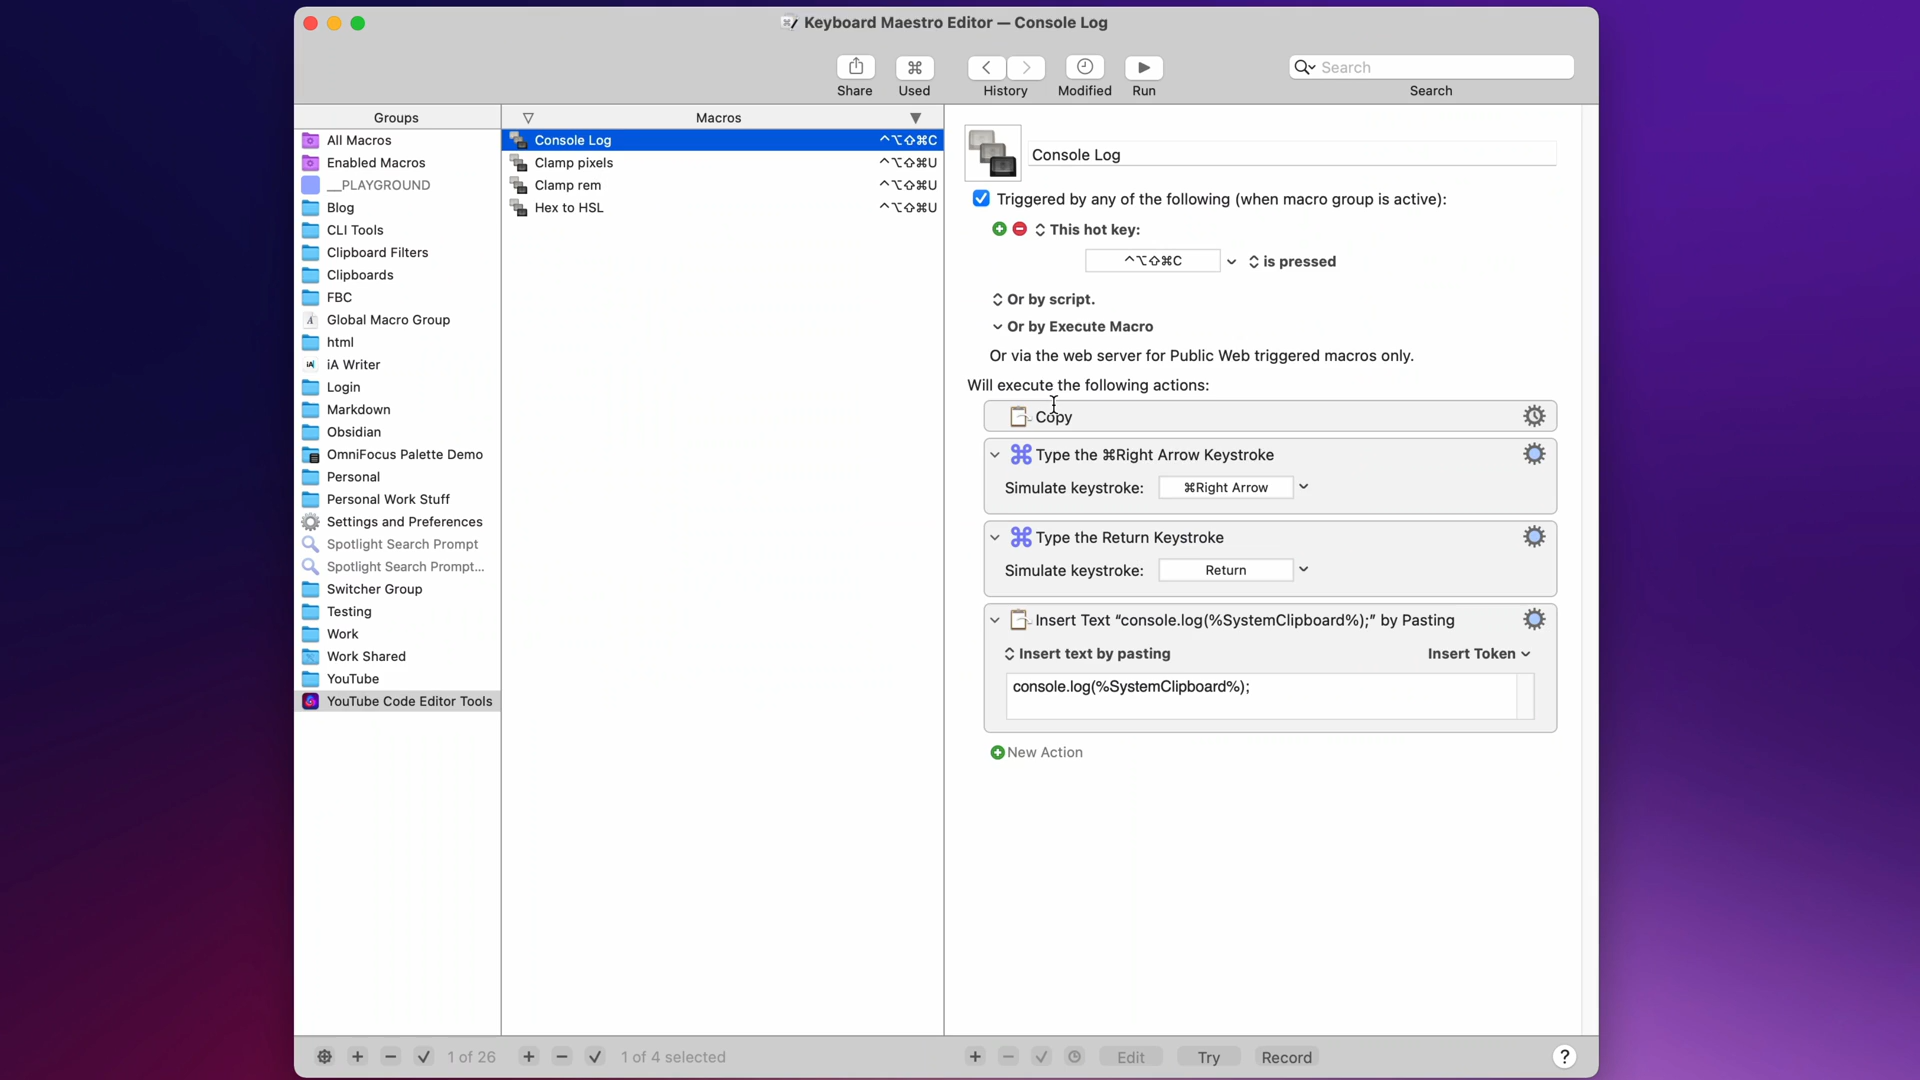 Keyboard Maestro Editor — Console Log
Share
Used
History
Modified
Run
Search
Search
Groups
All Macros
Enabled Macros
__PLAYGROUND
Blog
CLI Tools
Clipboard Filters
Clipboards
FBC
Global Macro Group
html
iA Writer
Login
Markdown
Obsidian
OmniFocus Palette Demo
Personal
Personal Work Stuff
Settings and Preferences
Spotlight Search Prompt
Spotlight Search Prompt...
Switcher Group
Testing
Work
Work Shared
YouTube
YouTube Code Editor Tools
Macros
Console Log ⌃⌥⇧⌘C
Clamp pixels ⌃⌥⇧⌘U
Clamp rem ⌃⌥⇧⌘U
Hex to HSL ⌃⌥⇧⌘U
Console Log
Triggered by any of the following (when macro group is active):
This hot key:
⌃⌥⇧⌘C is pressed
Or by script.
Or by Execute Macro
Or via the web server for Public Web triggered macros only.
Will execute the following actions:
Copy
Type the ⌘Right Arrow Keystroke
Simulate keystroke: ⌘Right Arrow
Type the Return Keystroke
Simulate keystroke: Return
Insert Text “console.log(%SystemClipboard%);” by Pasting
Insert text by pasting Insert Token
console.log(%SystemClipboard%);
New Action
1 of 26
1 of 4 selected
Edit
Try
Record
?